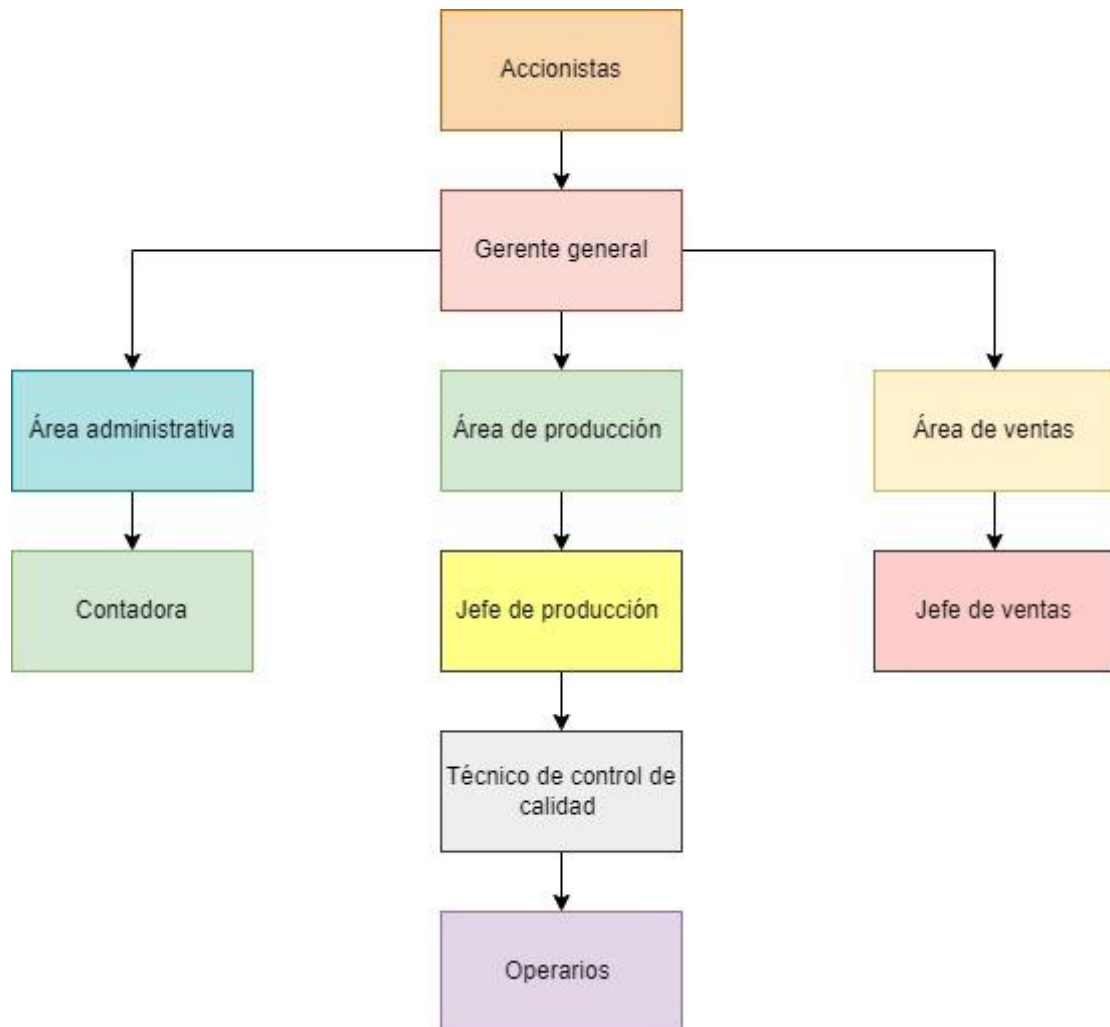 Accionistas
Gerente general
Área administrativa
Área de producción
Área de ventas
Contadora
Jefe de producción
Jefe de ventas
Técnico de control de
calidad
Operarios